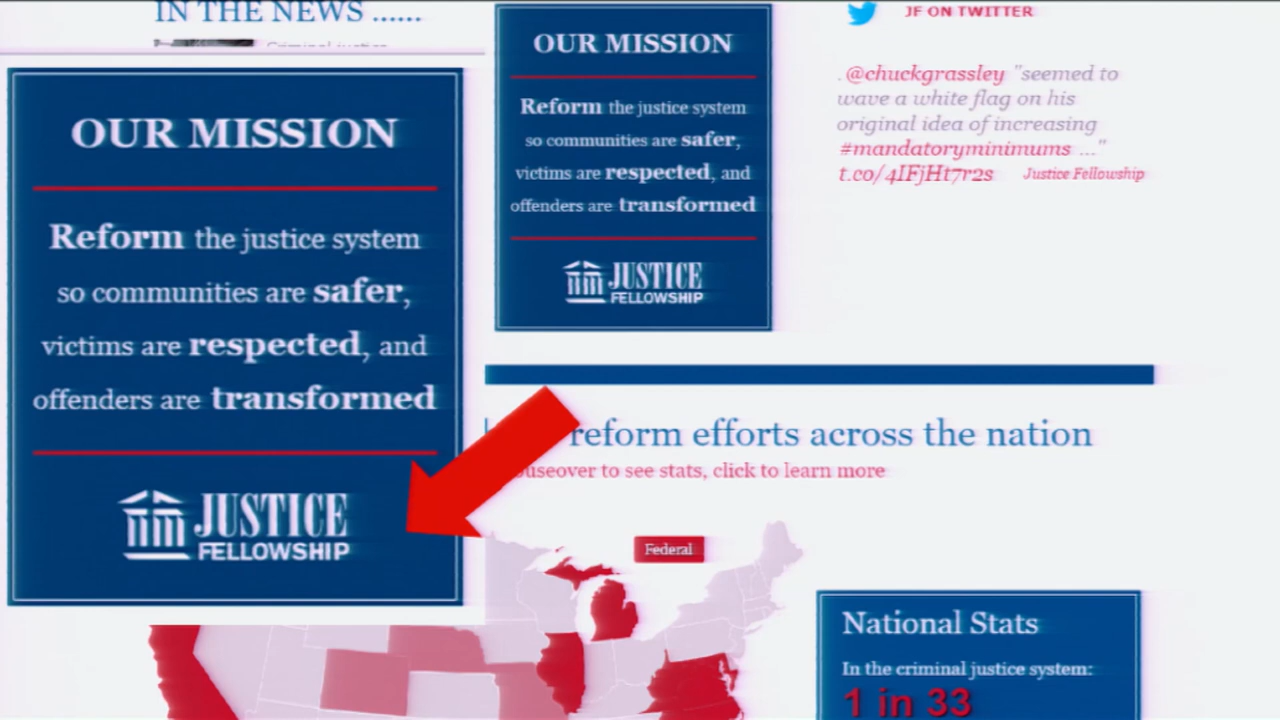 IN THE NEWS ......
Criminal Justice
OUR MISSION
Reform the justice system
so communities are safer,
victims are respected, and
offenders are transformed
JUSTICE
FELLOWSHIP
OUR MISSION
Reform the justice system
so communities are safer,
victims are respected, and
offenders are transformed
JUSTICE
FELLOWSHIP
JF ON TWITTER
. @chuckgrassley "seemed to
wave a white flag on his
original idea of increasing
#mandatoryminimums ..."
t.co/4IFjHt7r2s Justice Fellowship
reform efforts across the nation
ouseover to see stats, click to learn more
Federal
National Stats
In the criminal justice system:
1 in 33